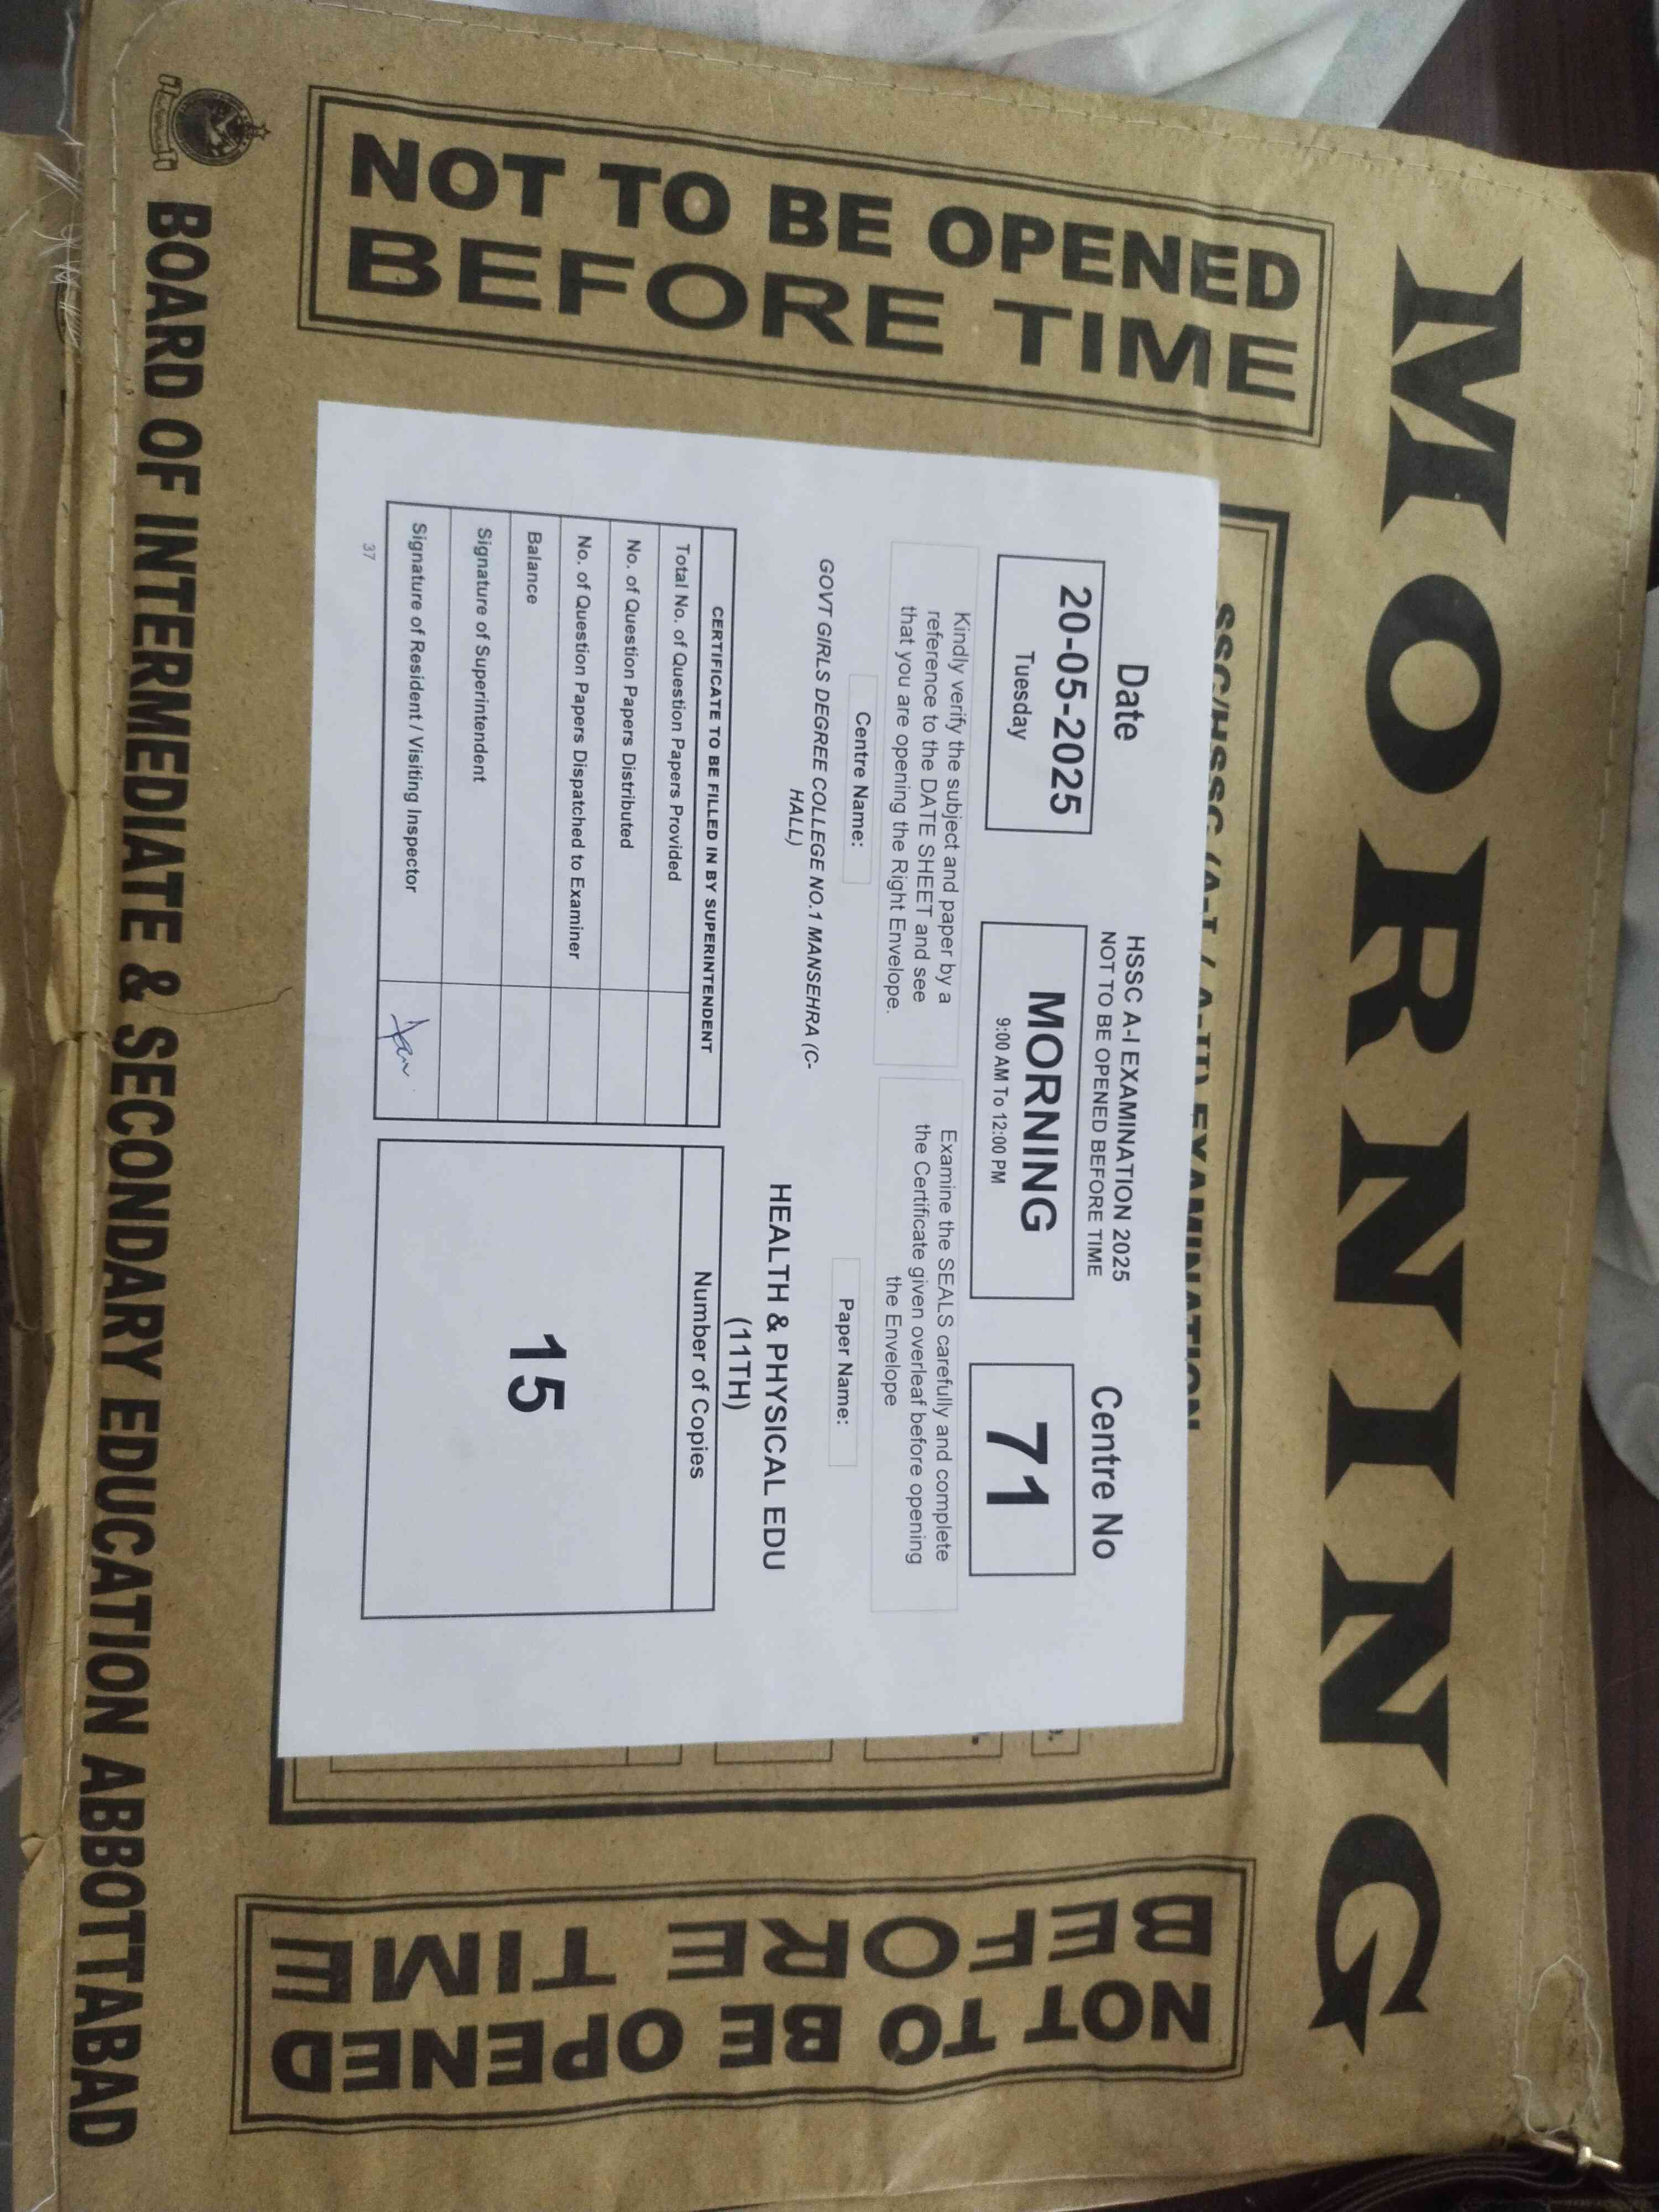 MORNING
NOT TO BE OPENED
BEFORE TIME
SSC/HSSC (A-I / A-II) EXAMINATION
Date
20-05-2025
Tuesday
HSSC A-I EXAMINATION 2025
NOT TO BE OPENED BEFORE TIME
MORNING
9:00 AM To 12:00 PM
Centre No
71
Kindly verify the subject and paper by a
reference to the DATE SHEET and see
that you are opening the Right Envelope.
Examine the SEALS carefully and complete
the Certificate given overleaf before opening
the Envelope
Centre Name:
GOVT GIRLS DEGREE COLLEGE NO.1 MANSEHRA (C-
HALL)
Paper Name:
HEALTH & PHYSICAL EDU
(11TH)
CERTIFICATE TO BE FILLED IN BY SUPERINTENDENT
Total No. of Question Papers Provided
No. of Question Papers Distributed
No. of Question Papers Dispatched to Examiner
Balance
Signature of Superintendent
Signature of Resident / Visiting Inspector
Number of Copies
15
37
NOT TO BE OPENED
BEFORE TIME
BOARD OF INTERMEDIATE & SECONDARY EDUCATION ABBOTTABAD